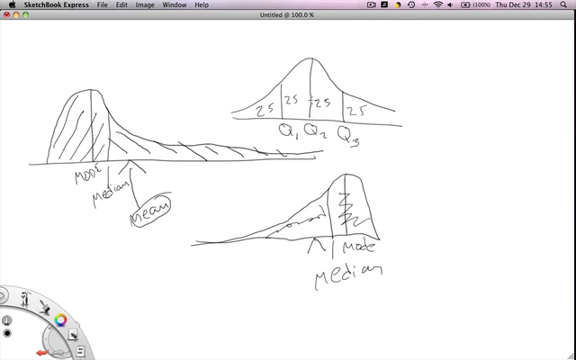 SketchBook Express File Edit Image Window Help (100%) Thu Dec 29 14:55
Untitled @ 100.0 %
25 25 25 25
Q1 Q2 Q3
Mode
Median
Mean
Mode
Median